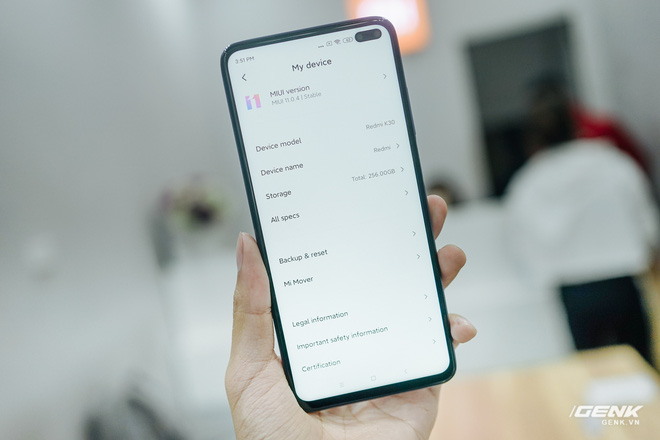 3:51 PM
My device
11
MIUI version
MIUI 11.0.4 | Stable
Device model Redmi K30
Device name Redmi
Storage Total: 256.00GB
All specs
Backup & reset
Mi Mover
Legal information
Important safety information
Certification
GENK
GENK.VN